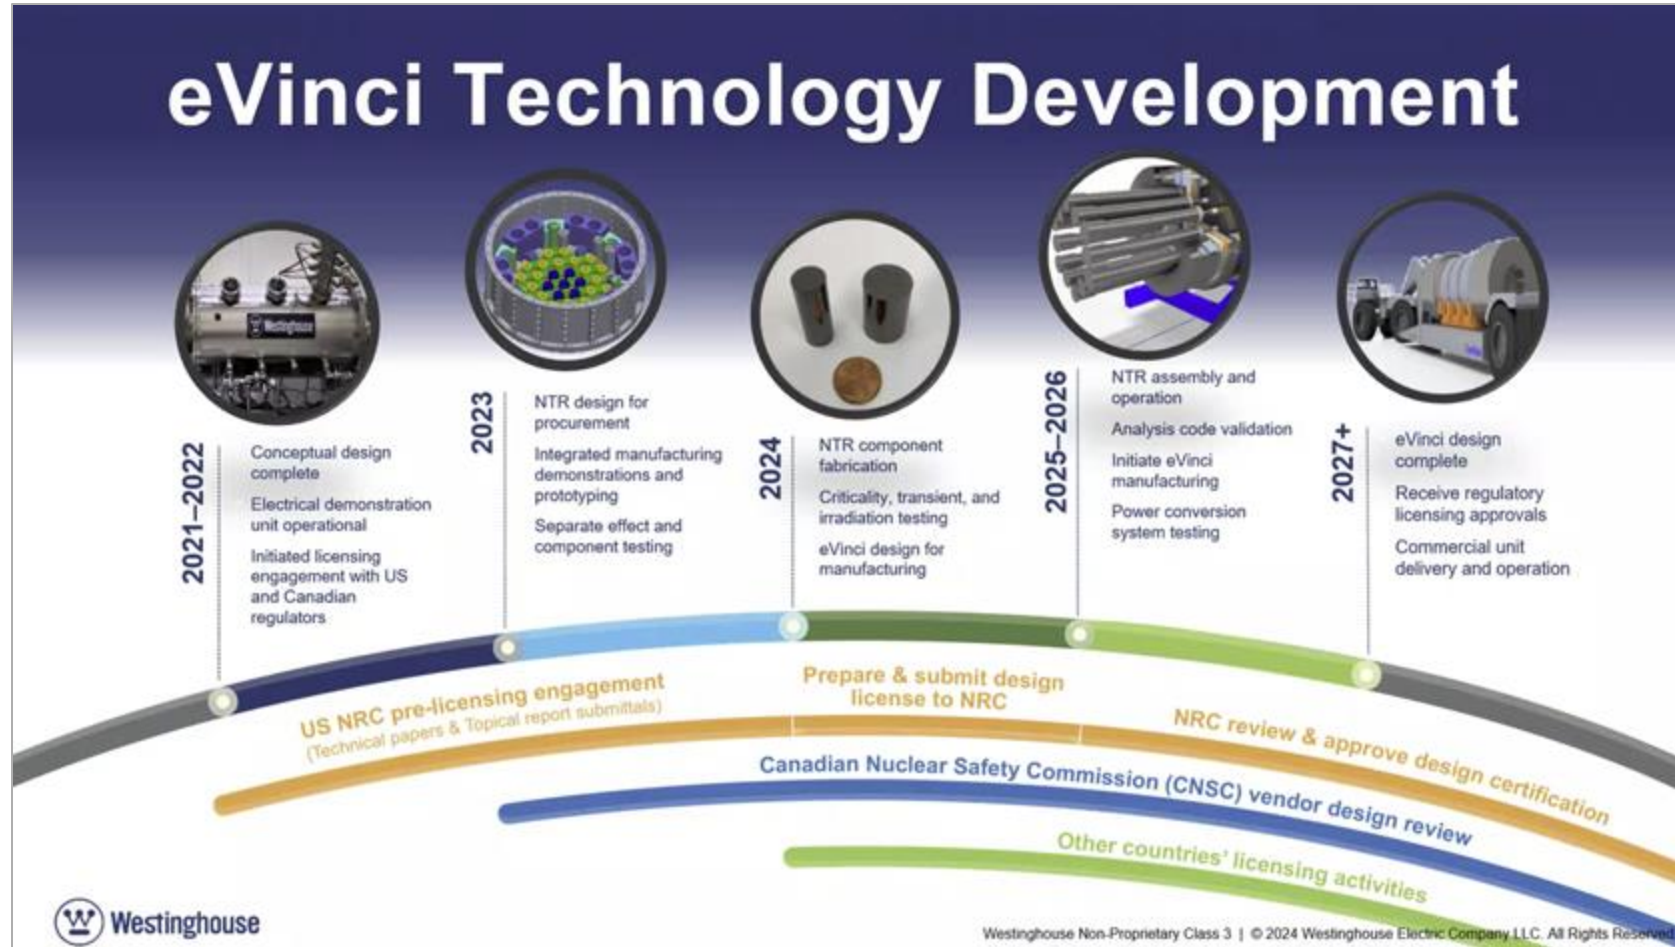 eVinci Technology Development
Westinghouse
2021–2022
Conceptual design
complete
Electrical demonstration
unit operational
Initiated licensing
engagement with US
and Canadian
regulators
2023
NTR design for
procurement
Integrated manufacturing
demonstrations and
prototyping
Separate effect and
component testing
2024
NTR component
fabrication
Criticality, transient, and
irradiation testing
eVinci design for
manufacturing
2025–2026
NTR assembly and
operation
Analysis code validation
Initiate eVinci
manufacturing
Power conversion
system testing
2027+
eVinci design
complete
Receive regulatory
licensing approvals
Commercial unit
delivery and operation
US NRC pre-licensing engagement
(Technical papers & Topical report submittals)
Prepare & submit design
license to NRC
NRC review & approve design certification
Canadian Nuclear Safety Commission (CNSC) vendor design review
Other countries' licensing activities
Westinghouse
Westinghouse Non-Proprietary Class 3 | © 2024 Westinghouse Electric Company LLC. All Rights Reserved